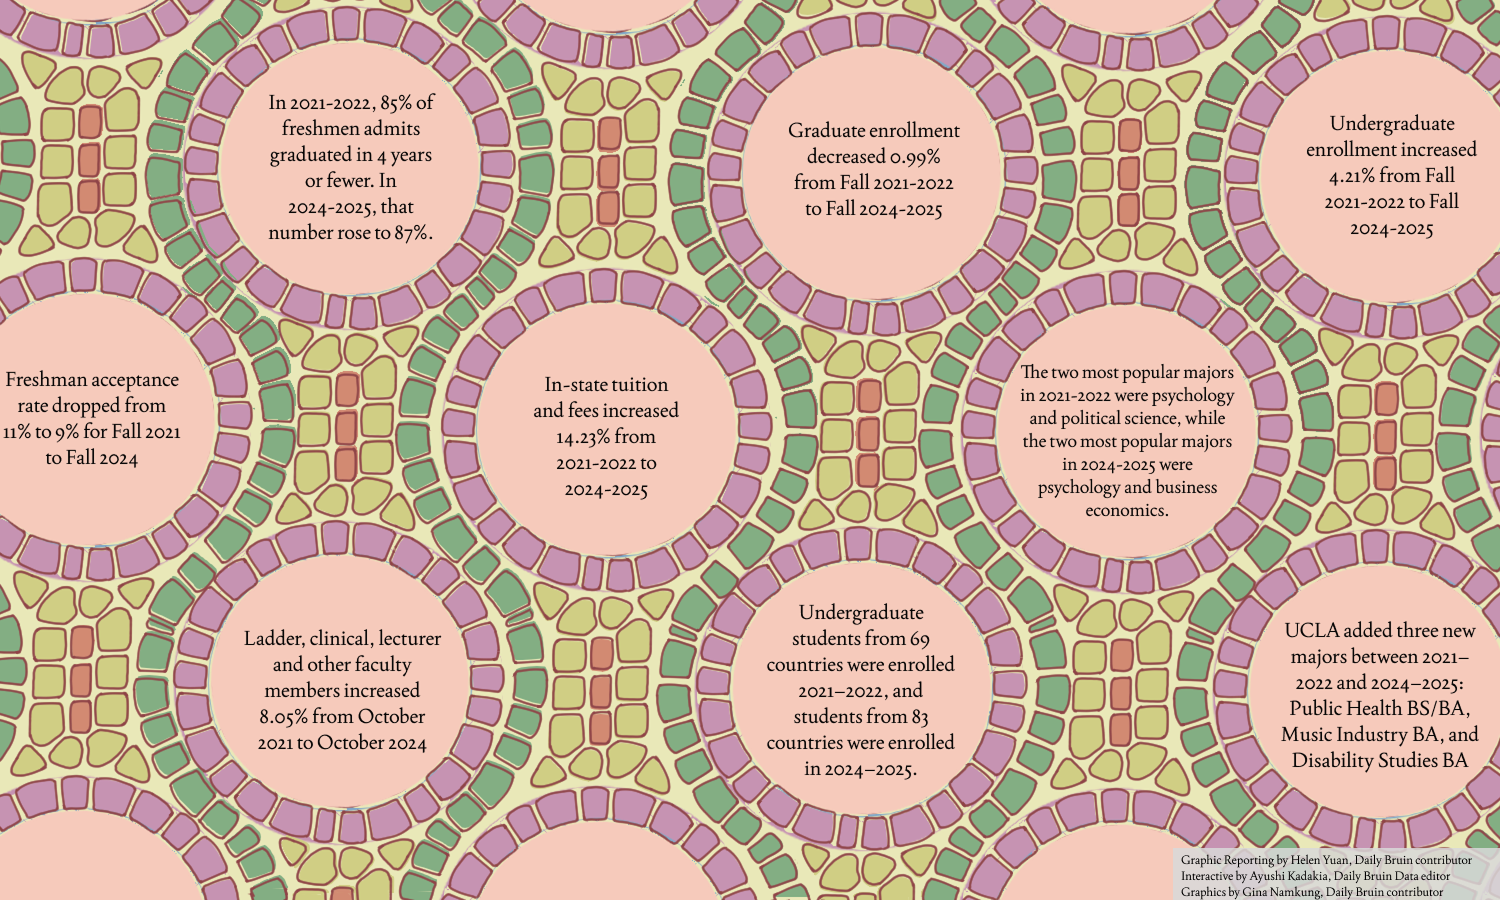 In 2021-2022, 85% of
freshmen admits
graduated in 4 years
or fewer. In
2024-2025, that
number rose to 87%.
Graduate enrollment
decreased 0.99%
from Fall 2021-2022
to Fall 2024-2025
Undergraduate
enrollment increased
4.21% from Fall
2021-2022 to Fall
2024-2025
Freshman acceptance
rate dropped from
11% to 9% for Fall 2021
to Fall 2024
In-state tuition
and fees increased
14.23% from
2021-2022 to
2024-2025
The two most popular majors
in 2021-2022 were psychology
and political science, while
the two most popular majors
in 2024-2025 were
psychology and business
economics.
Ladder, clinical, lecturer
and other faculty
members increased
8.05% from October
2021 to October 2024
Undergraduate
students from 69
countries were enrolled
2021–2022, and
students from 83
countries were enrolled
in 2024–2025.
UCLA added three new
majors between 2021–
2022 and 2024–2025:
Public Health BS/BA,
Music Industry BA, and
Disability Studies BA
Graphic Reporting by Helen Yuan, Daily Bruin contributor
Interactive by Ayushi Kadakia, Daily Bruin Data editor
Graphics by Gina Namkung, Daily Bruin contributor